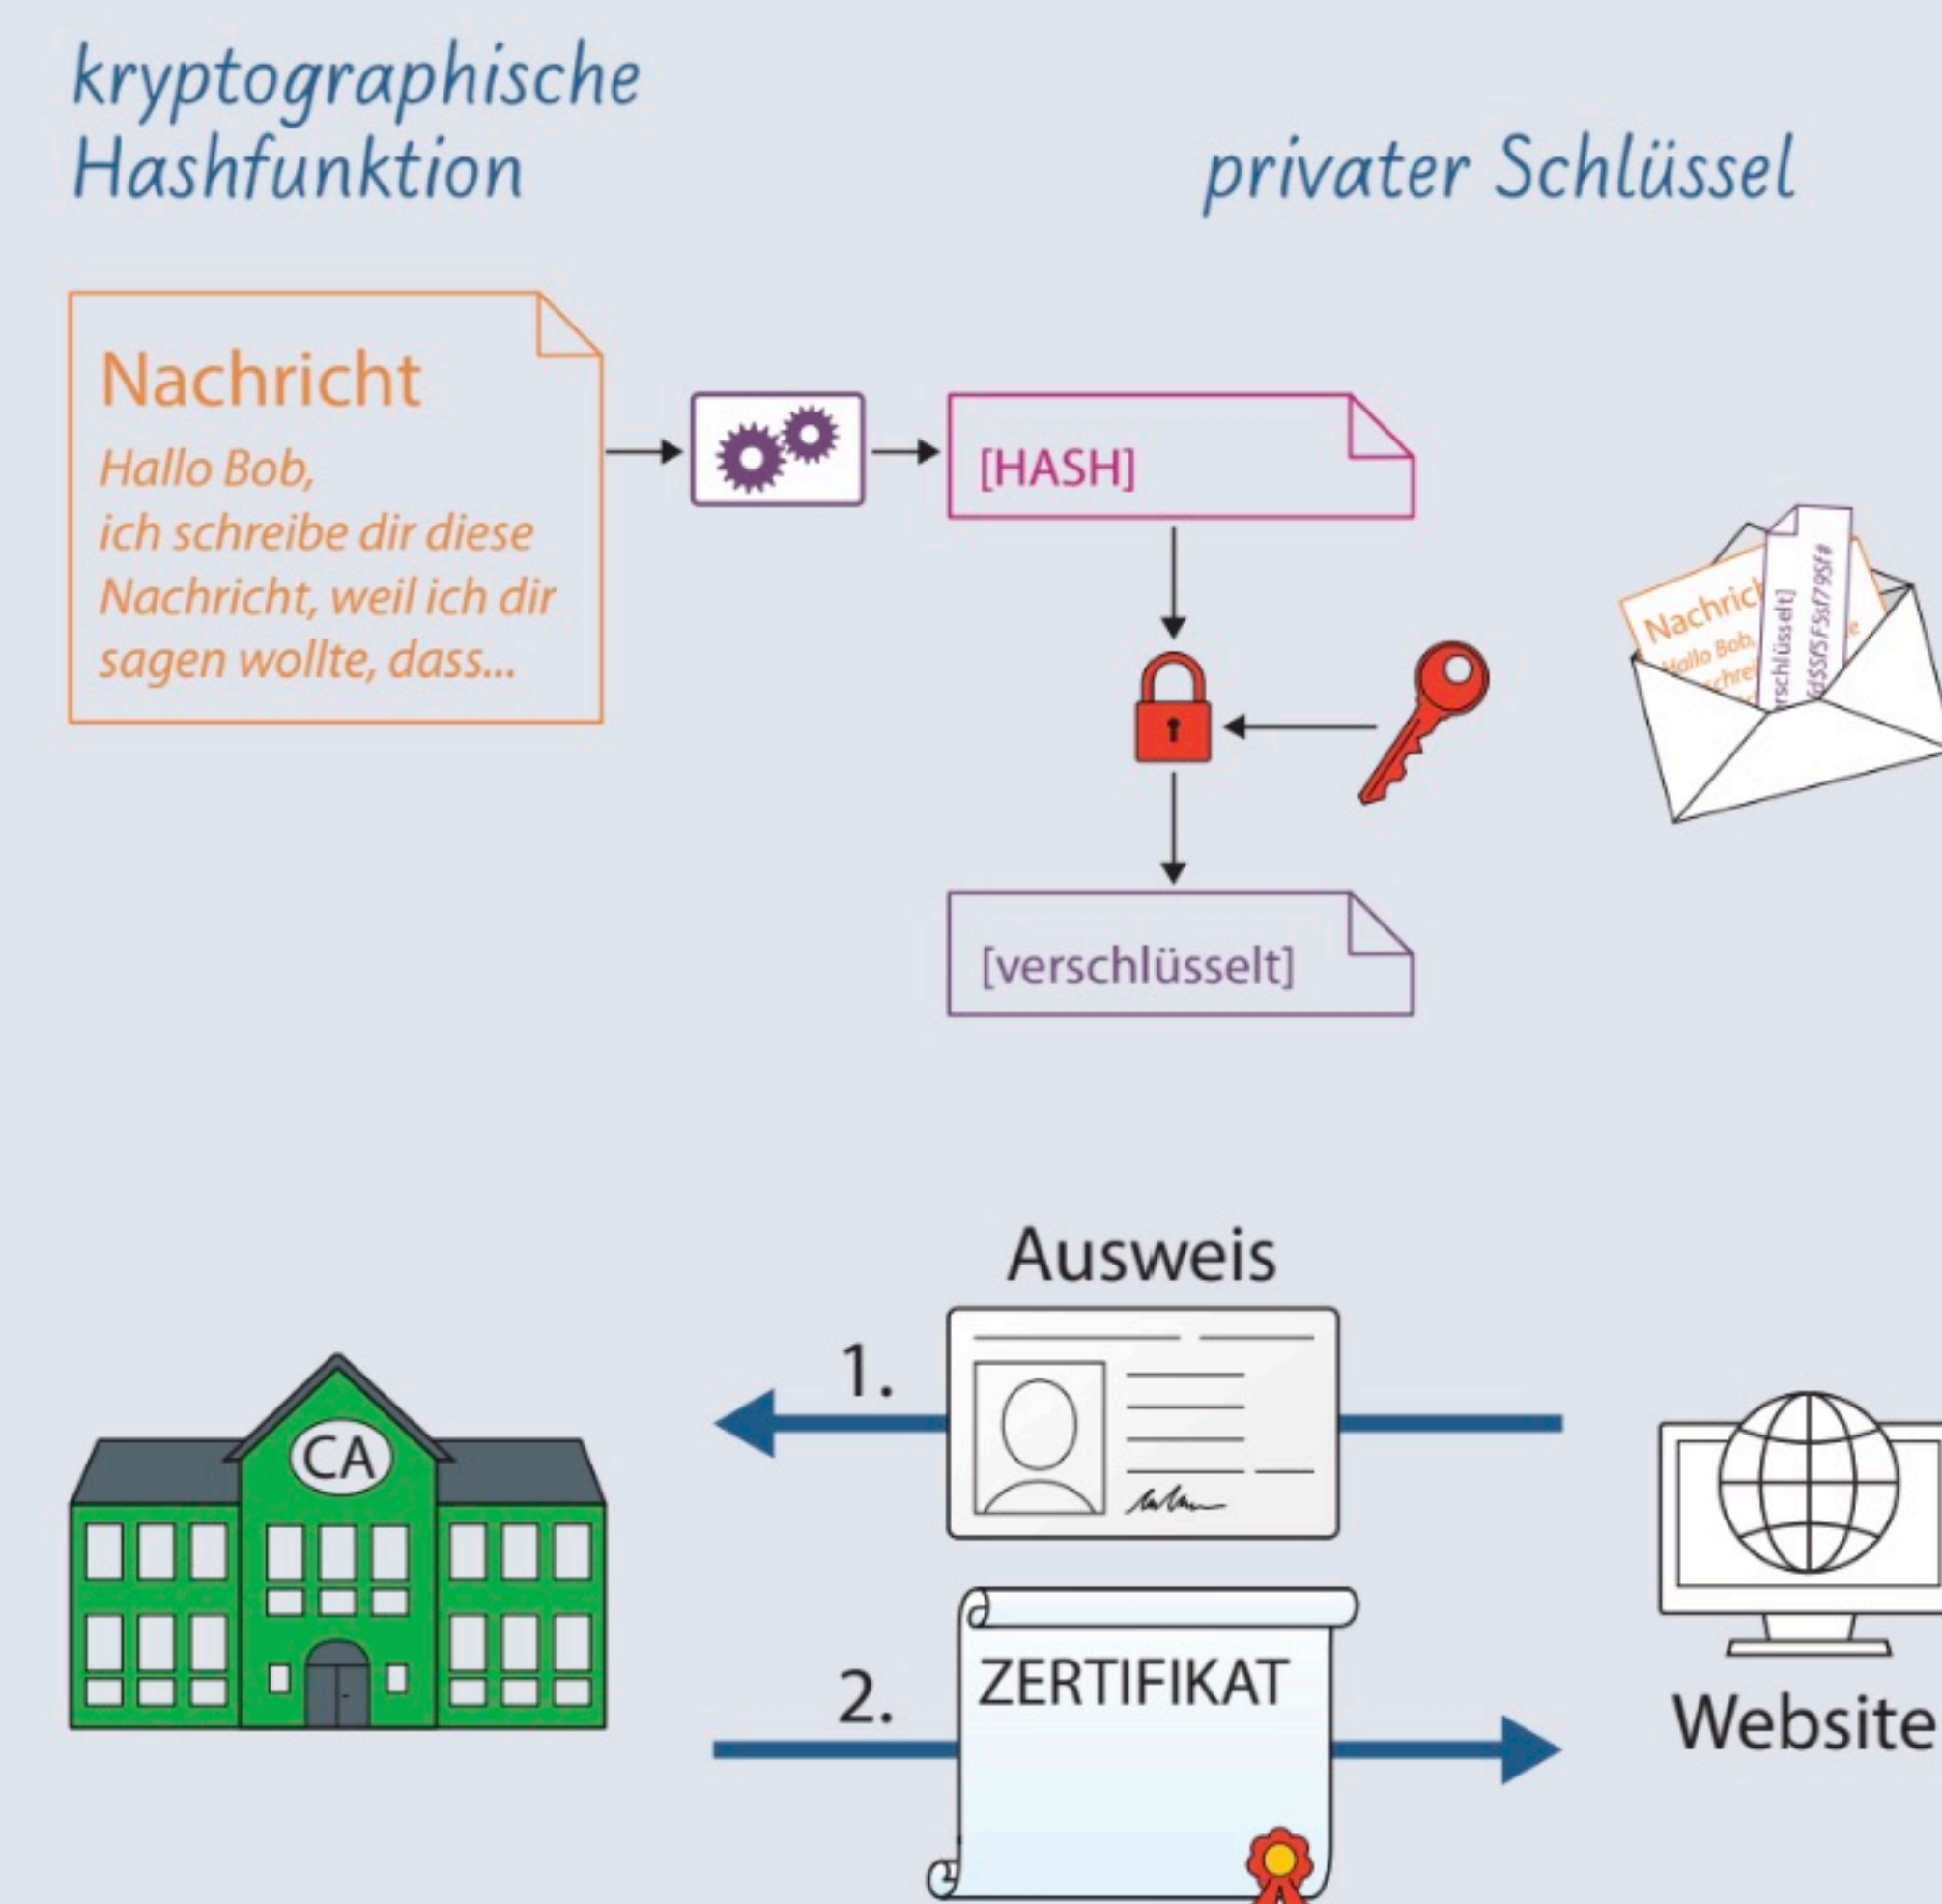 kryptographische
Hashfunktion
privater Schlüssel
Nachricht
Hallo Bob,
ich schreibe dir diese
Nachricht, weil ich dir
sagen wollte, dass...
[HASH]
Hallo Bob,
[verschlüsselt]
Ausweis
1.
CA
2.
ZERTIFIKAT
Website